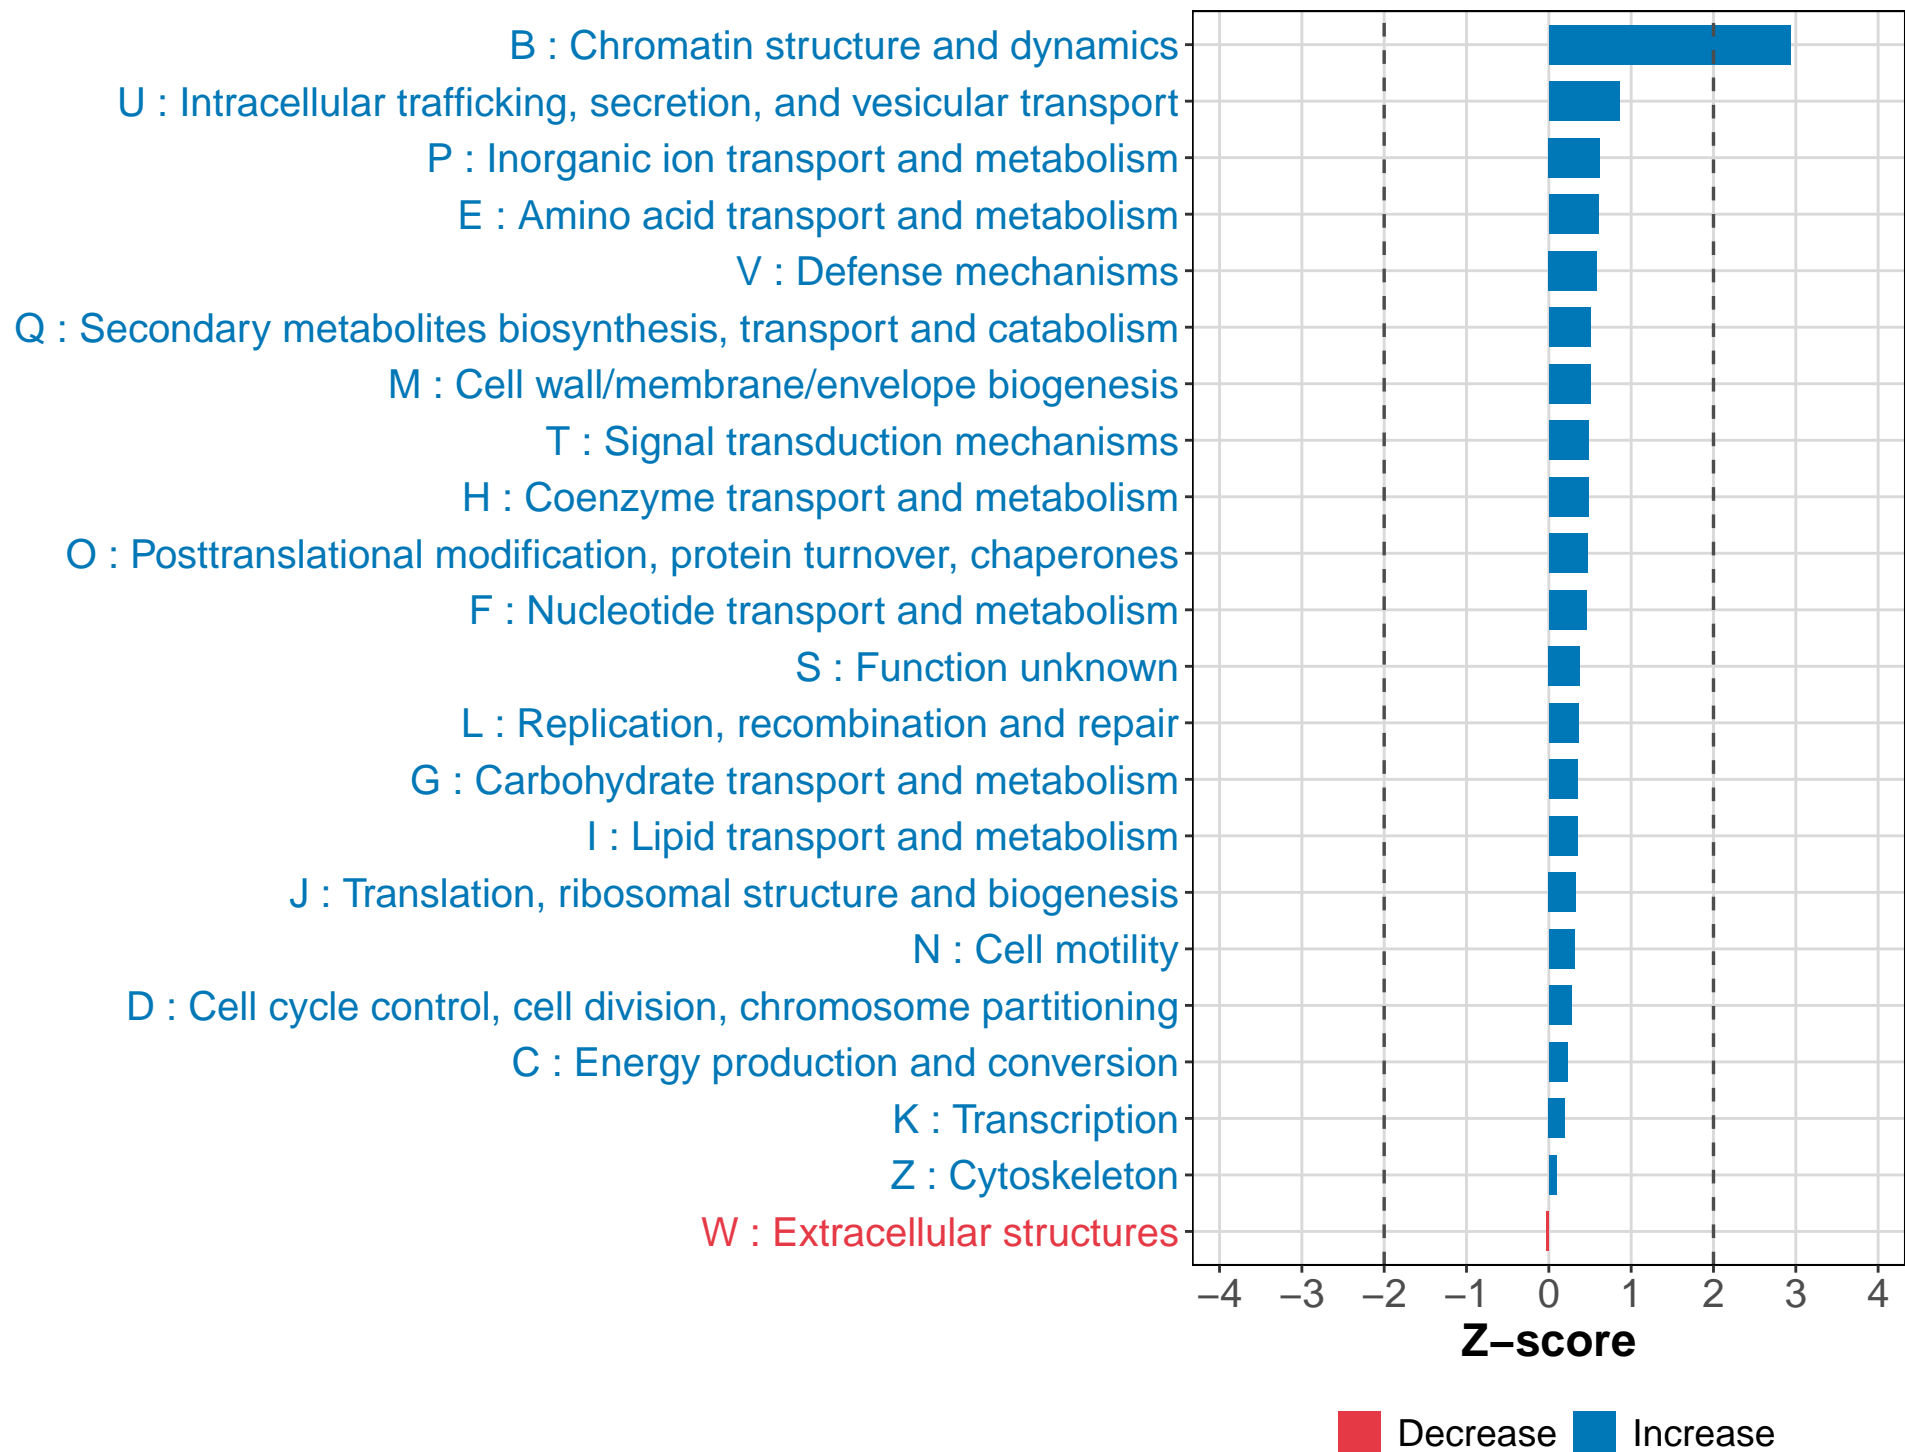 B : Chromatin structure and dynamics
U : Intracellular trafficking, secretion, and vesicular transport
P : Inorganic ion transport and metabolism
E : Amino acid transport and metabolism
V : Defense mechanisms
Q : Secondary metabolites biosynthesis, transport and catabolism
M : Cell wall/membrane/envelope biogenesis
T : Signal transduction mechanisms
H : Coenzyme transport and metabolism
O : Posttranslational modification, protein turnover, chaperones
F : Nucleotide transport and metabolism
S : Function unknown
L : Replication, recombination and repair
G : Carbohydrate transport and metabolism
I : Lipid transport and metabolism
J : Translation, ribosomal structure and biogenesis
N : Cell motility
D : Cell cycle control, cell division, chromosome partitioning
C : Energy production and conversion
K : Transcription
Z : Cytoskeleton
W : Extracellular structures
−4 −3 −2 −1 0 1 2 3 4
Z−score
Decrease Increase